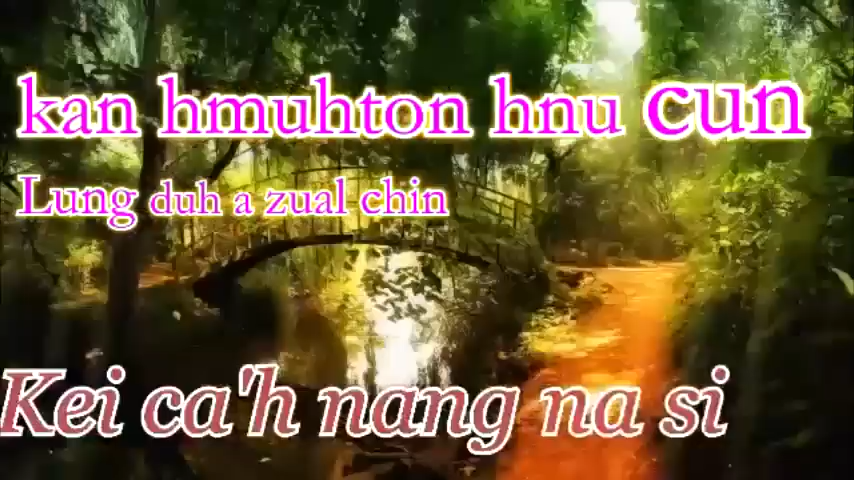 kan hmuhton hnu cun
Lung duh a zual chin
Kei ca'h nang na si